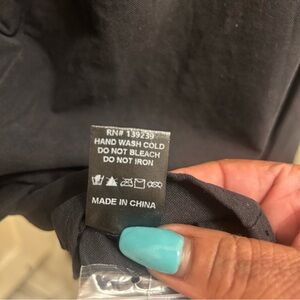 RN# 139239
HAND WASH COLD
DO NOT BLEACH
DO NOT IRON
MADE IN CHINA